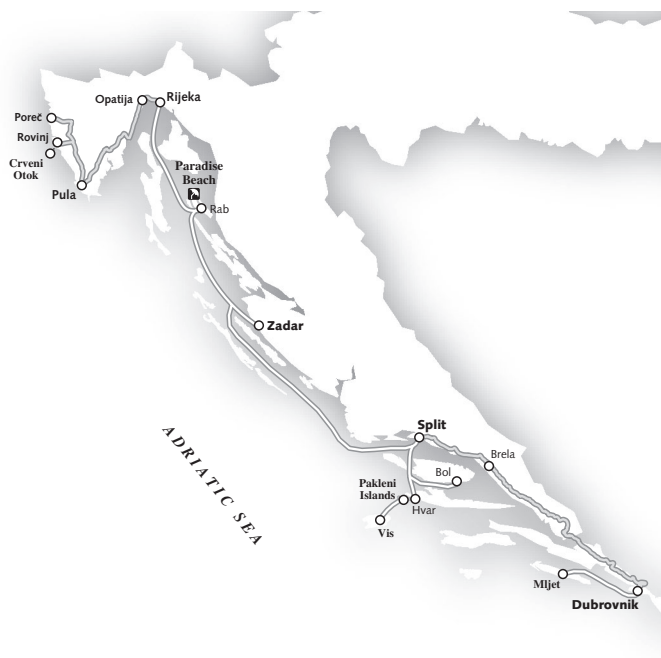 Opatija
Rijeka
Poreč
Rovinj
Crveni
Otok
Pula
Paradise
Beach
Rab
Zadar
ADRIATIC SEA
Split
Brela
Bol
Pakleni
Islands
Hvar
Vis
Mljet
Dubrovnik